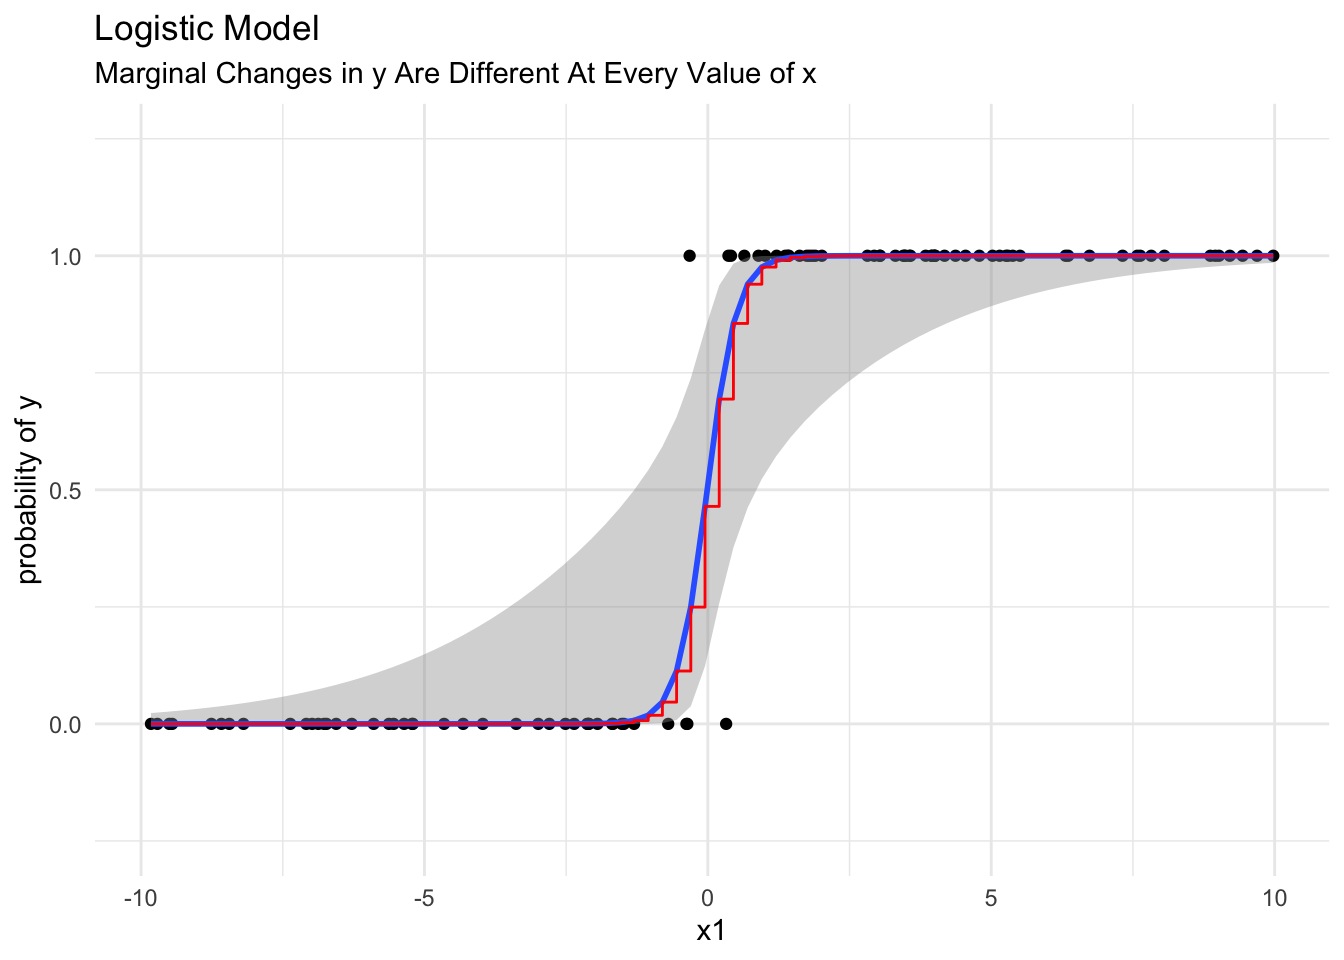 Logistic Model
Marginal Changes in y Are Different At Every Value of x
probability of y
1.0
0.5
0.0
-10
-5
0
5
10
x1